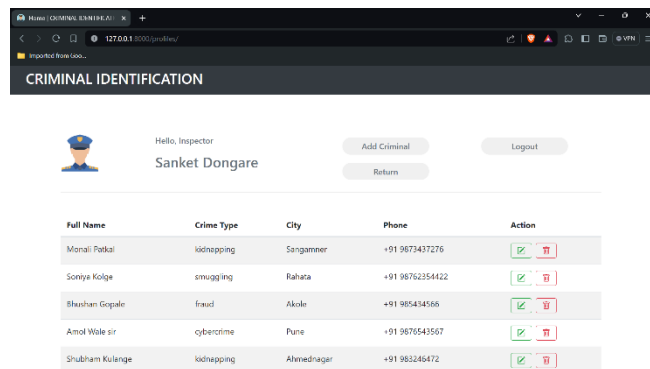 Home | CRIMINAL IDENTIFICATI
127.0.0.1:8000/profiles/
VPN
Imported from Goo...
CRIMINAL IDENTIFICATION
Hello, Inspector
Sanket Dongare
Add Criminal
Logout
Return
Full Name Crime Type City Phone Action
Monali Patkal kidnapping Sangamner +91 9873437276
Soniya Kolge smuggling Rahata +91 98762354422
Bhushan Gopale fraud Akole +91 985434566
Amol Wale sir cybercrime Pune +91 9876543567
Shubham Kulange kidnapping Ahmednagar +91 983246472